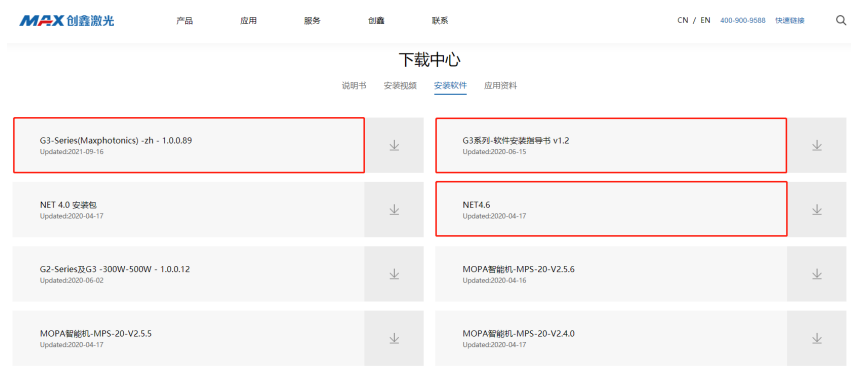 MAX 创鑫激光
产品
应用
服务
创鑫
联系
CN / EN 400-900-9588 快速链接
下载中心
说明书 安装视频 安装软件 应用资料
G3-Series(Maxphotonics) -zh - 1.0.0.89
Updated:2021-09-16
G3系列-软件安装指导书 v1.2
Updated:2020-06-15
NET 4.0 安装包
Updated:2020-04-17
NET4.6
Updated:2020-04-17
G2-Series及G3 -300W-500W - 1.0.0.12
Updated:2020-06-02
MOPA智能机-MPS-20-V2.5.6
Updated:2020-04-16
MOPA智能机-MPS-20-V2.5.5
Updated:2020-04-17
MOPA智能机-MPS-20-V2.4.0
Updated:2020-04-17